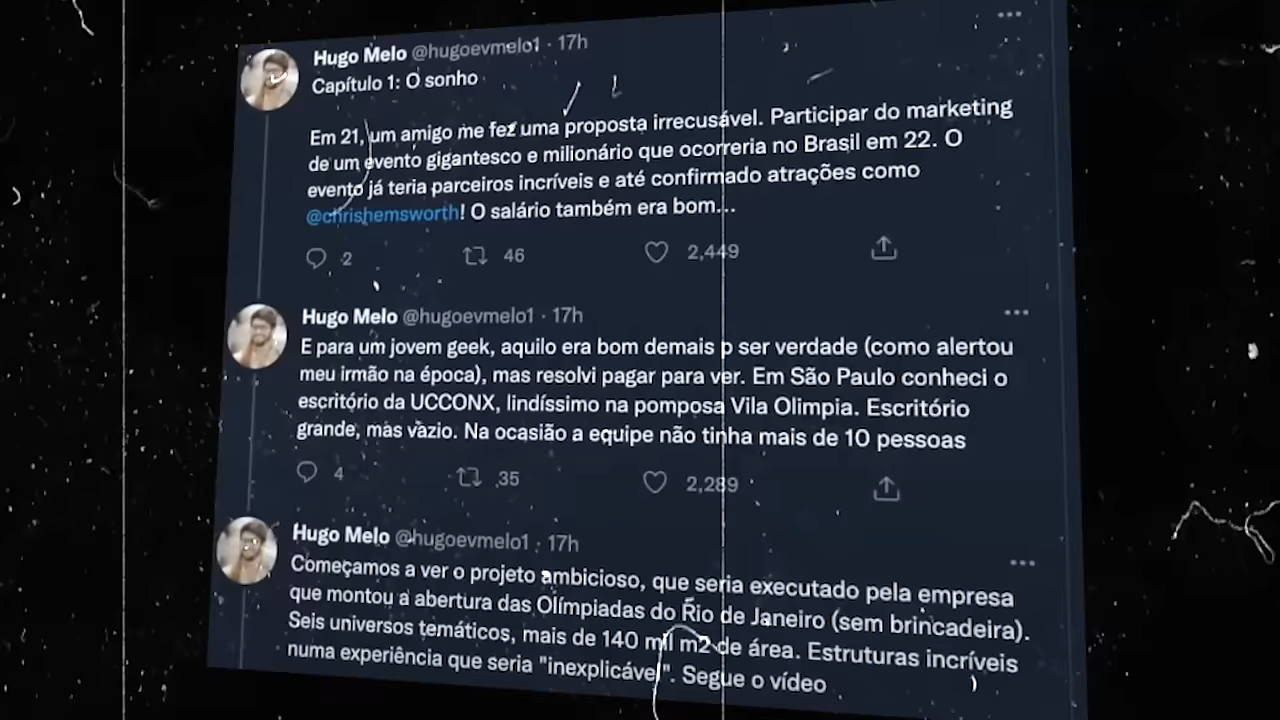 Hugo Melo @hugoevmelo1 · 17h
Capítulo 1: O sonho
Em 21, um amigo me fez uma proposta irrecusável. Participar do marketing
de um evento gigantesco e milionário que ocorreria no Brasil em 22. O
evento já teria parceiros incríveis e até confirmado atrações como
@chrishemsworth! O salário também era bom...
2 46 2,449
Hugo Melo @hugoevmelo1 · 17h
E para um jovem geek, aquilo era bom demais p ser verdade (como alertou
meu irmão na época), mas resolvi pagar para ver. Em São Paulo conheci o
escritório da UCCONX, lindíssimo na pomposa Vila Olimpia. Escritório
grande, mas vazio. Na ocasião a equipe não tinha mais de 10 pessoas
4 35 2,289
Hugo Melo @hugoevmelo1 · 17h
Começamos a ver o projeto ambicioso, que seria executado pela empresa
que montou a abertura das Olímpiadas do Rio de Janeiro (sem brincadeira).
Seis universos temáticos, mais de 140 mil m2 de área. Estruturas incríveis
numa experiência que seria "inexplicável". Segue o vídeo